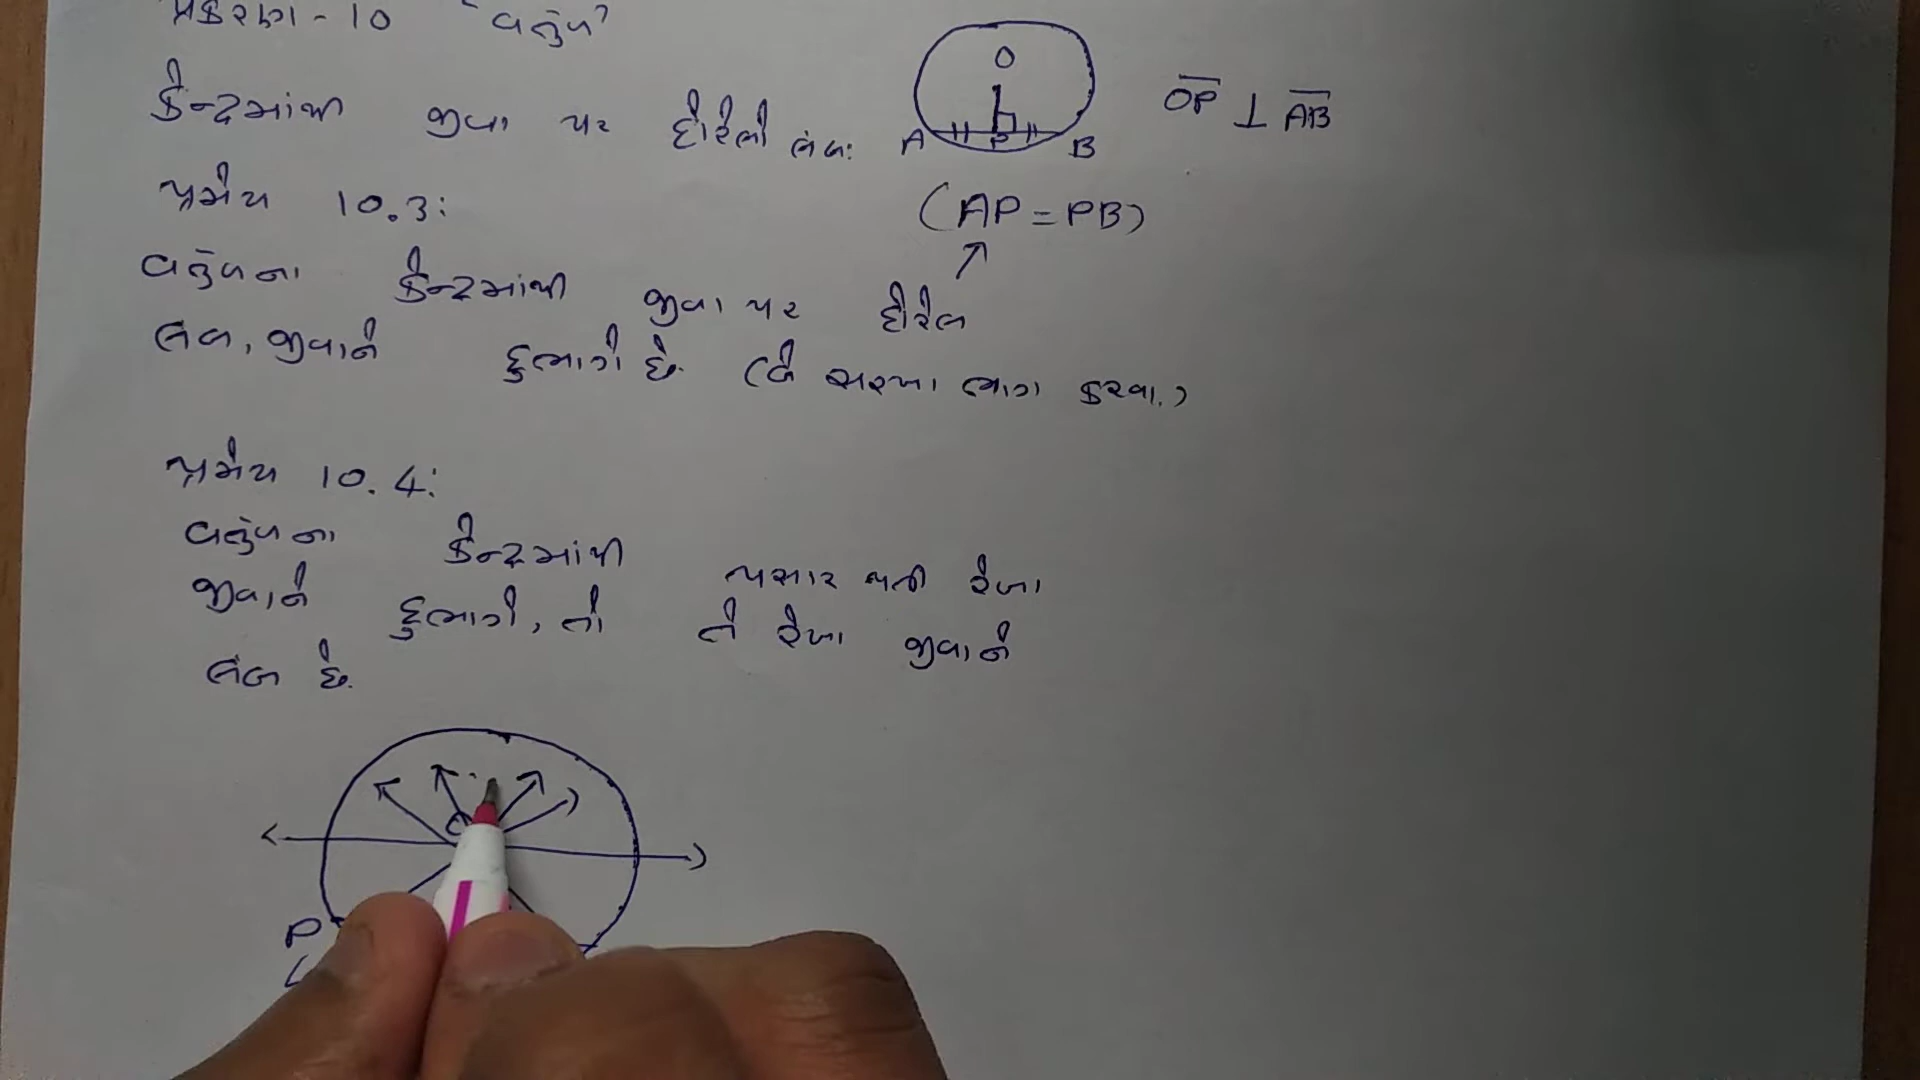 પ્રકરણ - 10 "વર્તુળ"
કેન્દ્રમાંથી જીવા પર દોરેલો લંબ:
O
A P B
OP ⊥ AB
(AP = PB)
પ્રમેય 10.3:
વર્તુળના કેન્દ્રમાંથી જીવા પર દોરેલ
લંબ, જીવાને દુભાગે છે. (બે સરખા ભાગ કરવા.)
પ્રમેય 10.4:
વર્તુળના કેન્દ્રમાંથી પસાર થતી રેખા
જીવાને દુભાગે, તો તે રેખા જીવાને
લંબ છે.
P